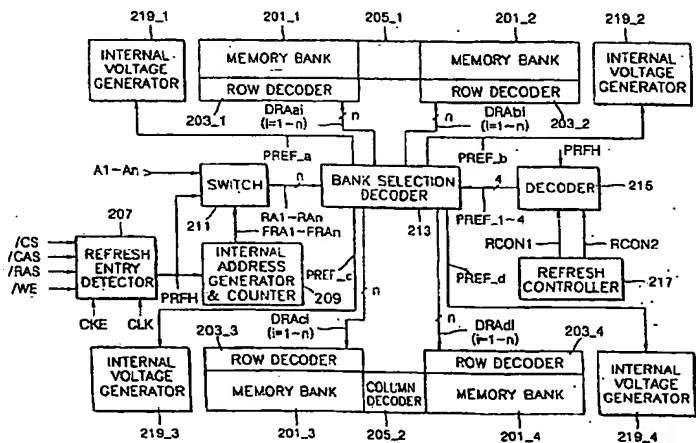 219_1
201_1
205_1
201_2
219_2
INTERNAL
VOLTAGE
GENERATOR
MEMORY BANK
ROW DECODER
MEMORY BANK
ROW DECODER
INTERNAL
VOLTAGE
GENERATOR
203_1
DRAai
(i=1~n)
n
DRAbi
(i=1~n)
n
203_2
PREF_a
PREF_b
PRFH
A1-An
SWITCH
n
BANK SELECTION
DECODER
4
DECODER
211
RA1-RAn
FRA1-FRAn
213
PREF_1~4
215
207
/CS
/CAS
/RAS
/WE
REFRESH
ENTRY
DETECTOR
PRFH
INTERNAL
ADDRESS
GENERATOR
& COUNTER
209
PREF_c
n
PREF_d
n
RCON1
RCON2
REFRESH
CONTROLLER
217
CKE
CLK
DRAci
(i=1~n)
DRAdi
(i=1~n)
203_3
203_4
INTERNAL
VOLTAGE
GENERATOR
ROW DECODER
MEMORY BANK
COLUMN
DECODER
ROW DECODER
MEMORY BANK
INTERNAL
VOLTAGE
GENERATOR
219_3
201_3
205_2
201_4
219_4